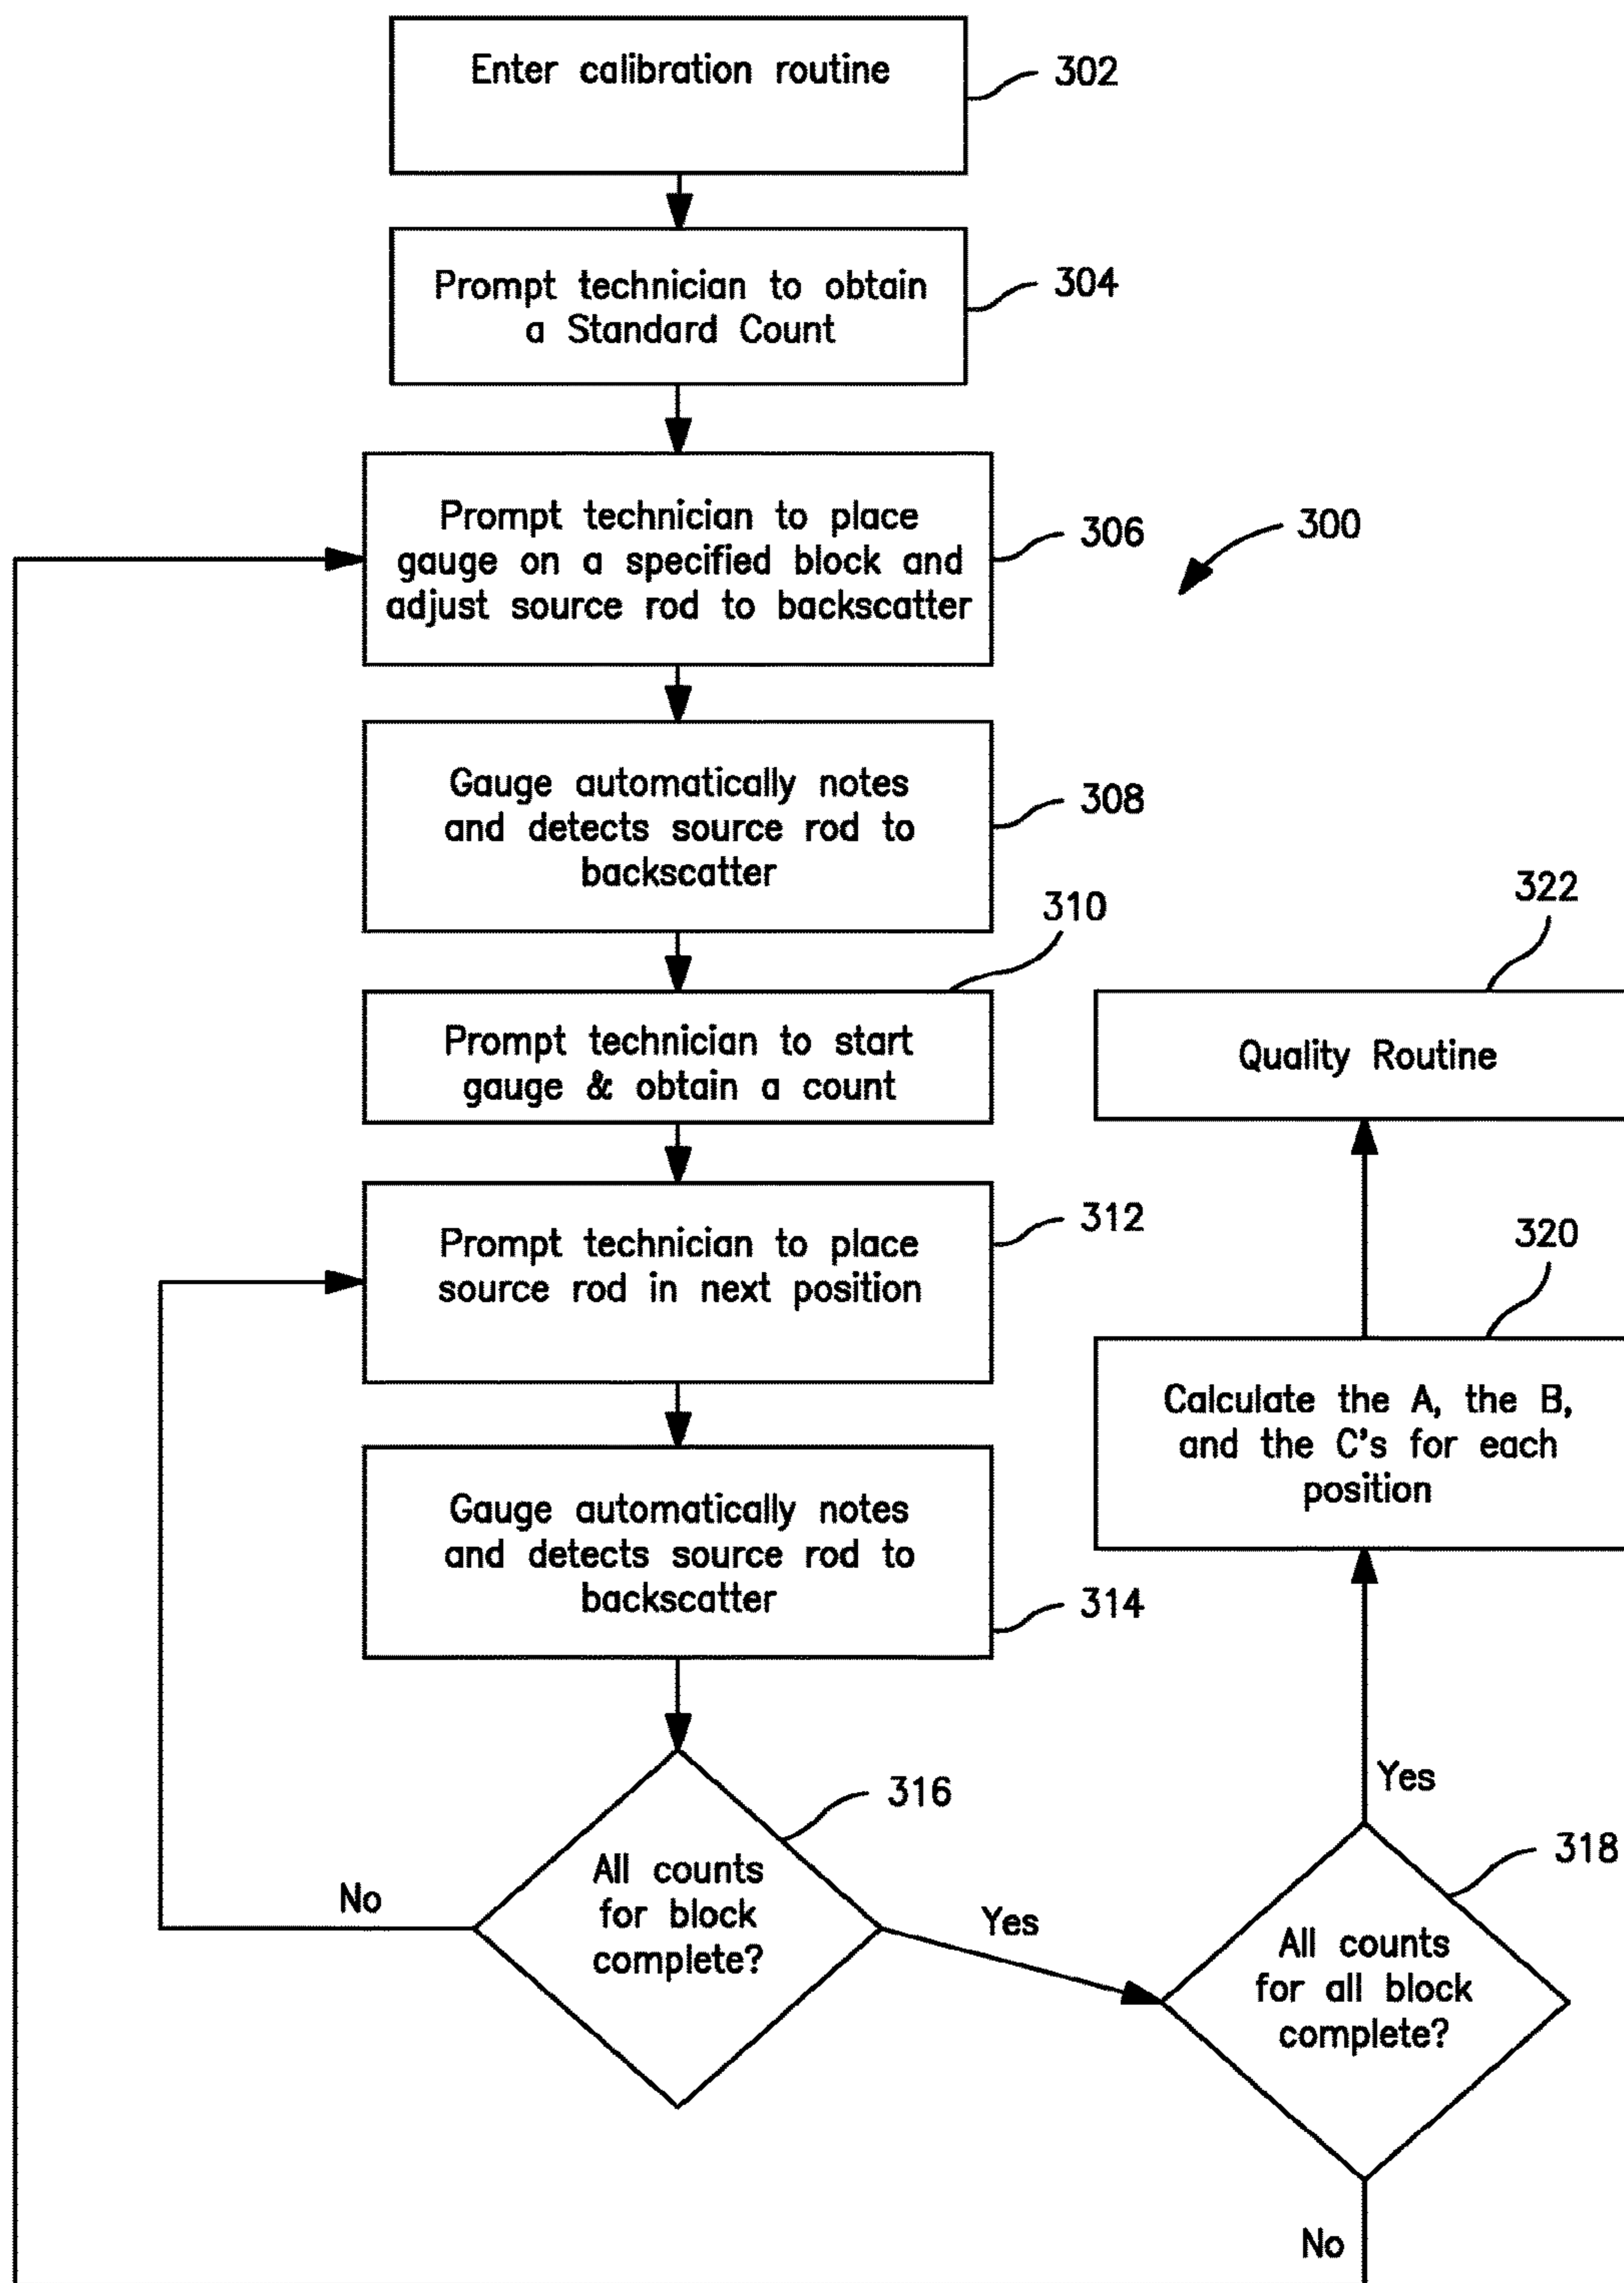 Enter calibration routine
302
Prompt technician to obtain
a Standard Count
304
Prompt technician to place
gauge on a specified block and
adjust source rod to backscatter
306
300
Gauge automatically notes
and detects source rod to
backscatter
308
310
Prompt technician to start
gauge & obtain a count
322
Quality Routine
Prompt technician to place
source rod in next position
312
320
Calculate the A, the B,
and the C's for each
position
Gauge automatically notes
and detects source rod to
backscatter
314
316
All counts
for block
complete?
No
Yes
Yes
318
All counts
for all block
complete?
No